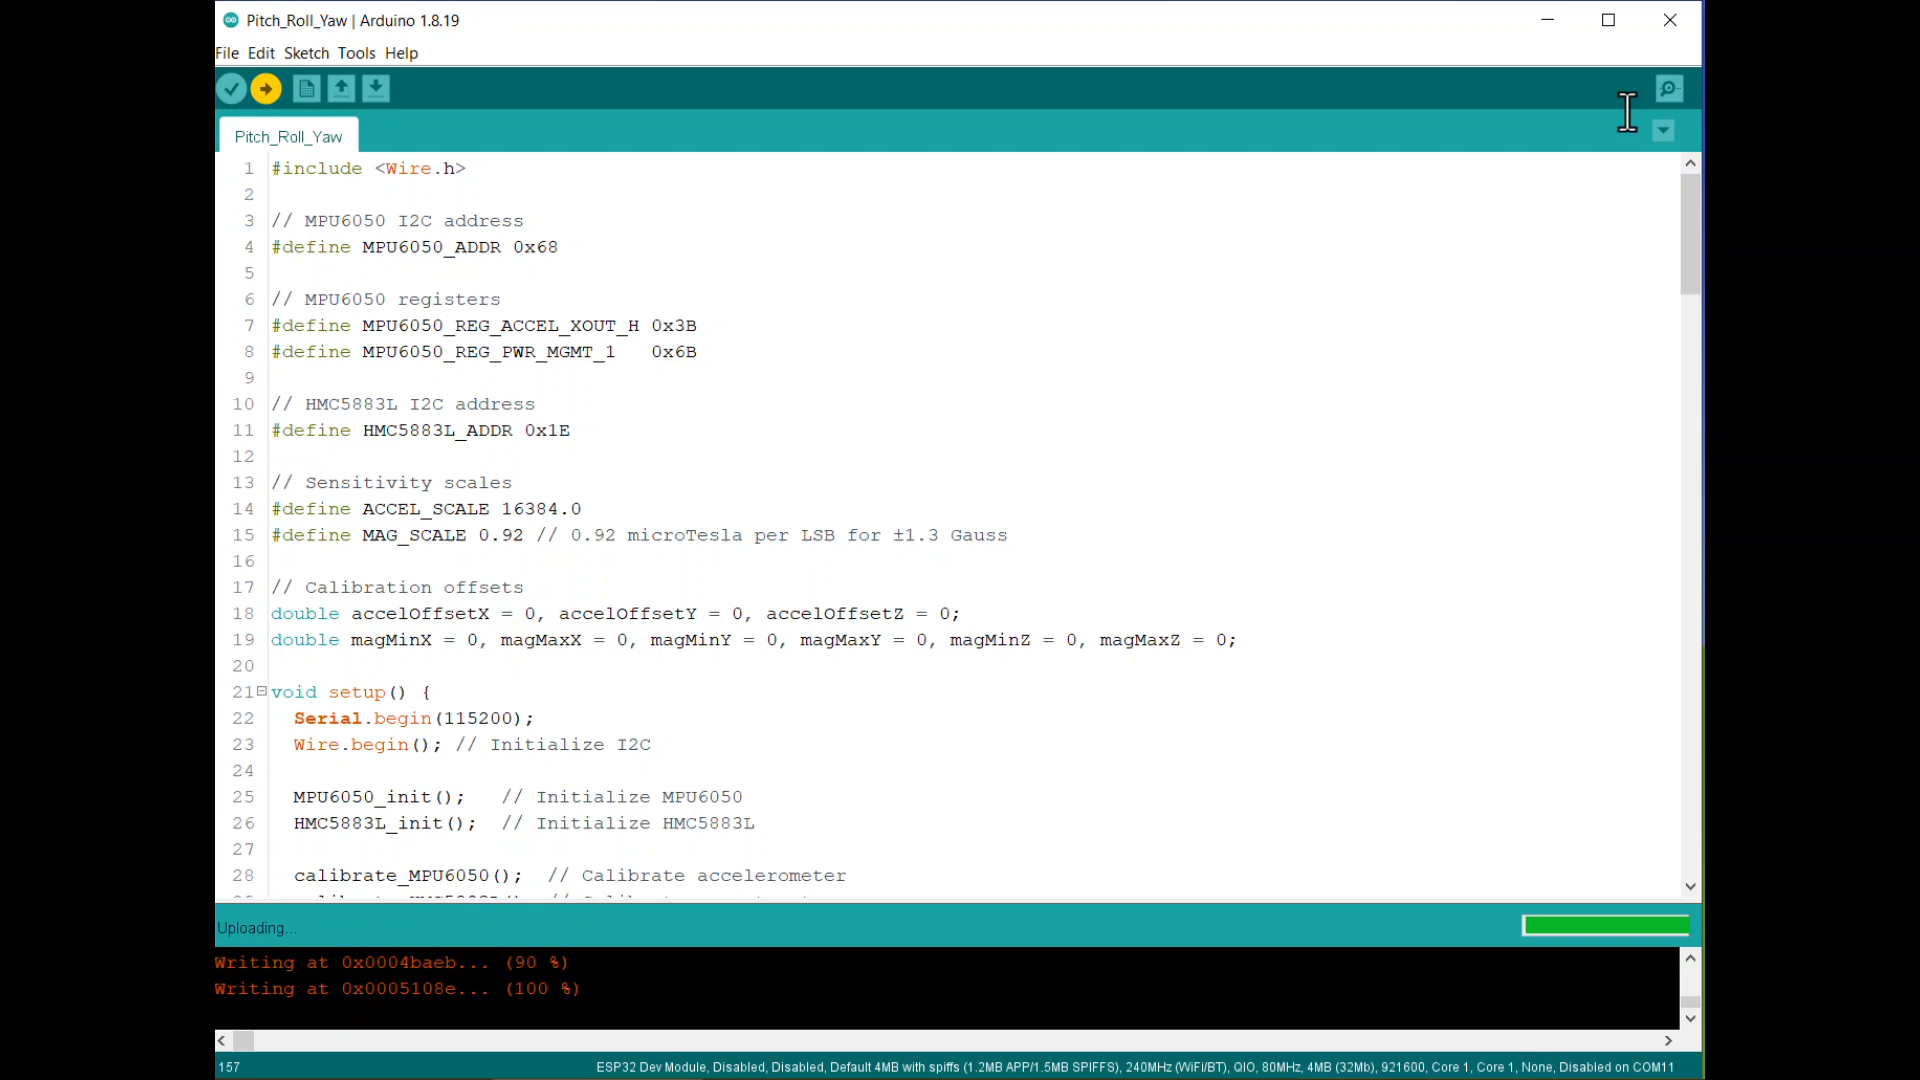 Pitch_Roll_Yaw | Arduino 1.8.19
File Edit Sketch Tools Help
Pitch_Roll_Yaw
1 #include <Wire.h>
2
3 // MPU6050 I2C address
4 #define MPU6050_ADDR 0x68
5
6 // MPU6050 registers
7 #define MPU6050_REG_ACCEL_XOUT_H 0x3B
8 #define MPU6050_REG_PWR_MGMT_1   0x6B
9
10 // HMC5883L I2C address
11 #define HMC5883L_ADDR 0x1E
12
13 // Sensitivity scales
14 #define ACCEL_SCALE 16384.0
15 #define MAG_SCALE 0.92 // 0.92 microTesla per LSB for ±1.3 Gauss
16
17 // Calibration offsets
18 double accelOffsetX = 0, accelOffsetY = 0, accelOffsetZ = 0;
19 double magMinX = 0, magMaxX = 0, magMinY = 0, magMaxY = 0, magMinZ = 0, magMaxZ = 0;
20
21 void setup() {
22   Serial.begin(115200);
23   Wire.begin(); // Initialize I2C
24
25   MPU6050_init();   // Initialize MPU6050
26   HMC5883L_init();  // Initialize HMC5883L
27
28   calibrate_MPU6050();  // Calibrate accelerometer
Uploading...
Writing at 0x0004baeb... (90 %)
Writing at 0x0005108e... (100 %)
157 ESP32 Dev Module, Disabled, Disabled, Default 4MB with spiffs (1.2MB APP/1.5MB SPIFFS), 240MHz (WiFi/BT), QIO, 80MHz, 4MB (32Mb), 921600, Core 1, Core 1, None, Disabled on COM11